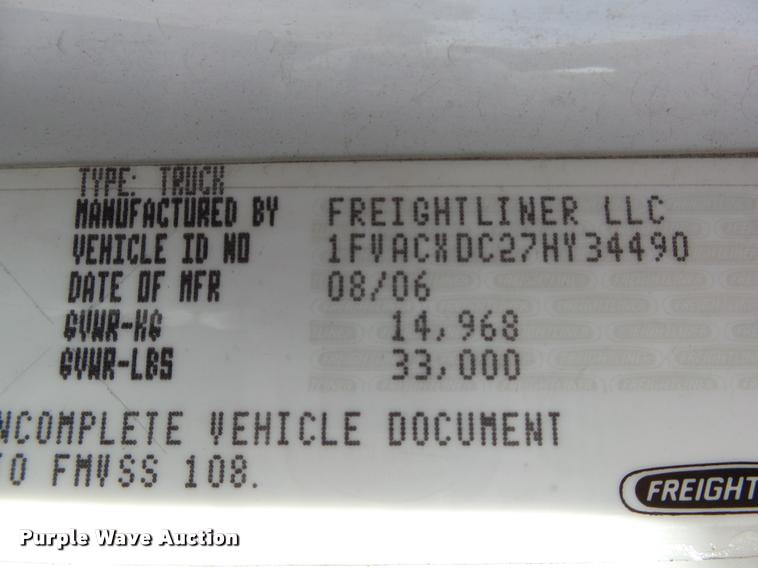 TYPE: TRUCK
MANUFACTURED BY FREIGHTLINER LLC
VEHICLE ID NO 1FVACXDC27HY34490
DATE OF MFR 08/06
GVWR-KG 14,968
GVWR-LBS 33,000
NCOMPLETE VEHICLE DOCUMENT
TO FMVSS 108.
FREIGHT
Purple Wave Auction